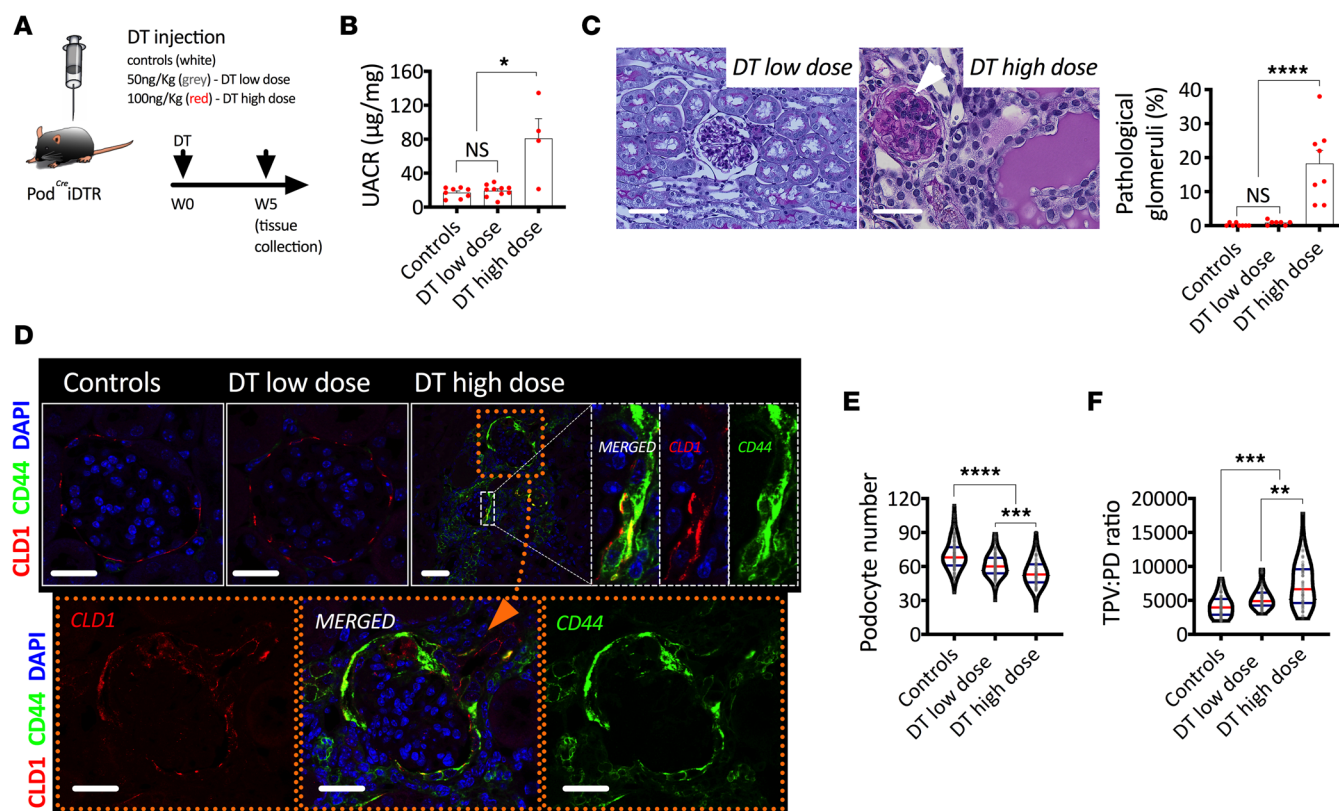 A
DT injection
controls (white)
50ng/Kg (grey) - DT low dose
100ng/Kg (red) - DT high dose
DT
W0
W5
(tissue
collection)
Pod Cre iDTR
B
UACR (µg/mg)
160
120
80
40
0
*
NS
Controls
DT low dose
DT high dose
C
DT low dose
DT high dose
Pathological
glomeruli (%)
40
30
20
10
0
****
NS
Controls
DT low dose
DT high dose
D
CLD1 CD44 DAPI
Controls
DT low dose
DT high dose
MERGED
CLD1
CD44
CLD1 CD44 DAPI
CLD1
MERGED
CD44
E
Podocyte number
120
90
60
30
0
****
***
Controls
DT low dose
DT high dose
F
TPV:PD ratio
20000
15000
10000
5000
0
***
**
Controls
DT low dose
DT high dose